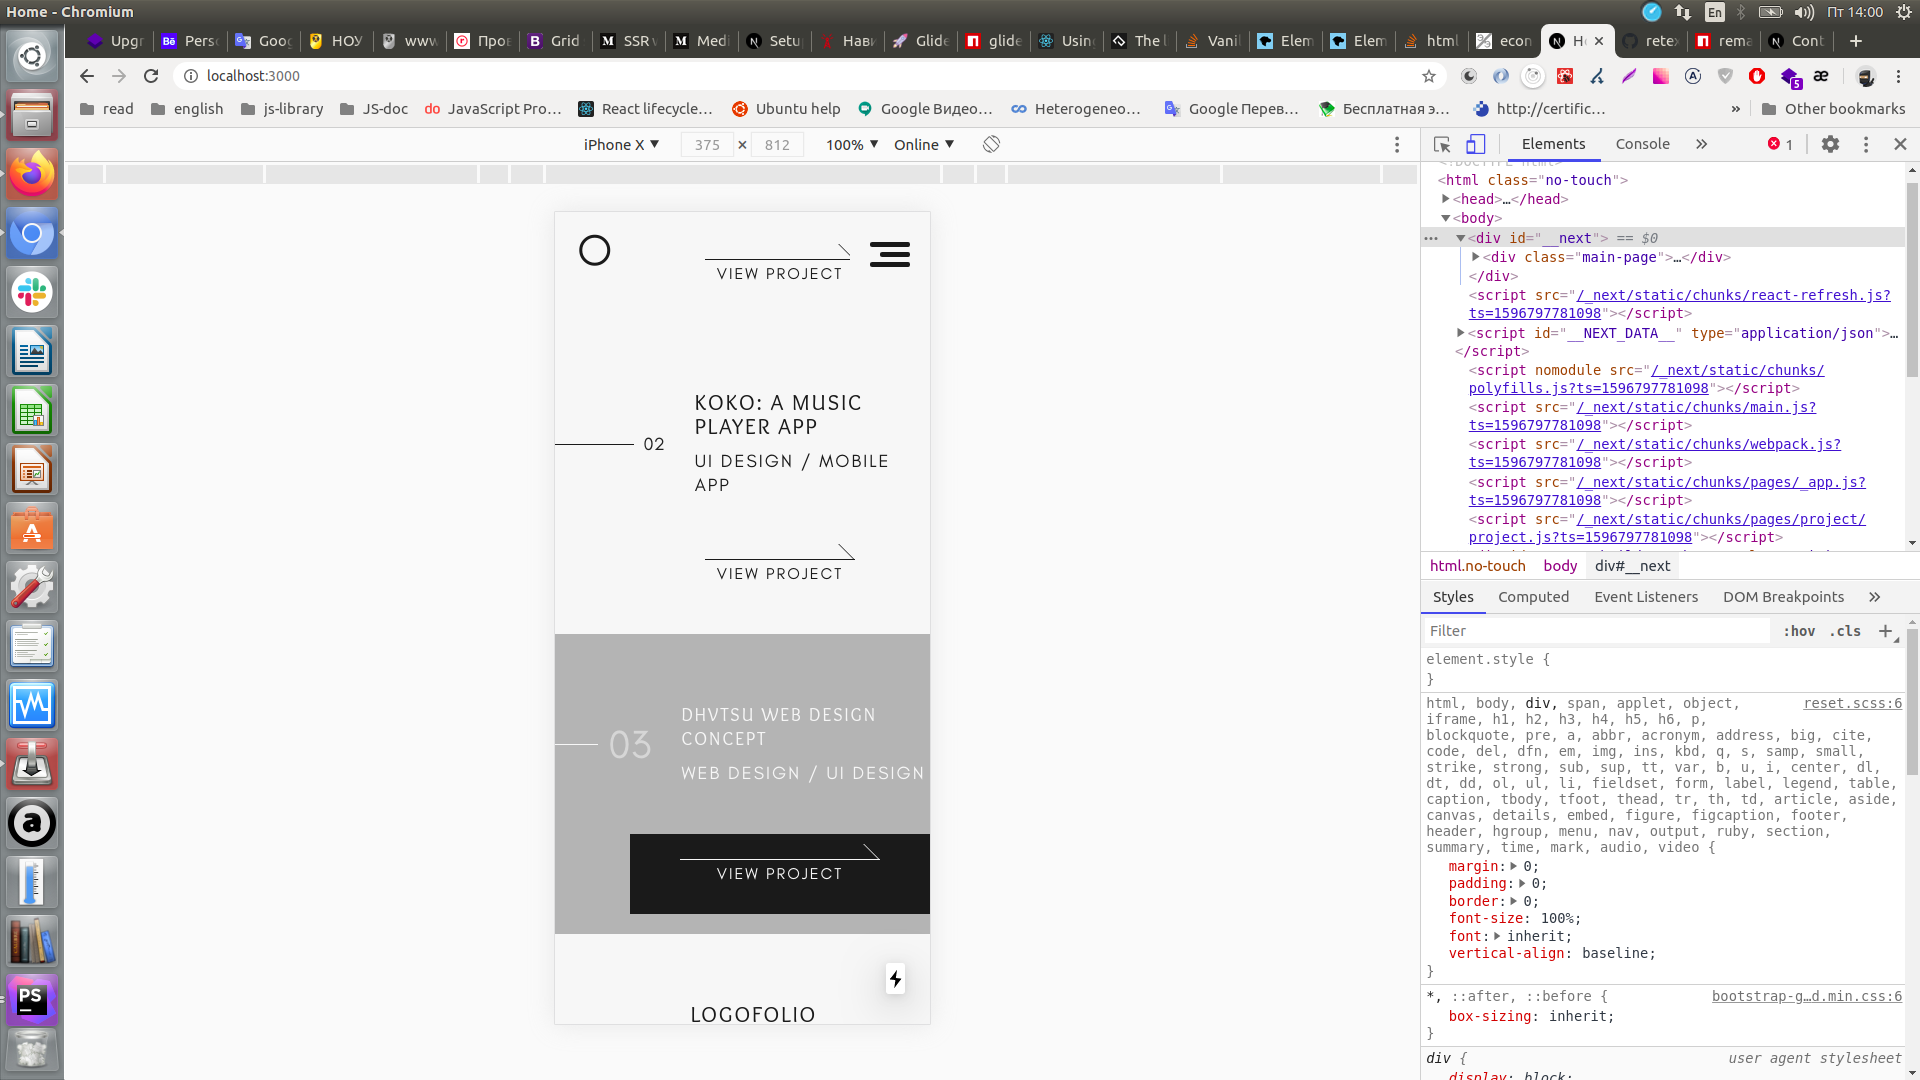 Home - Chromium
En
Пт 14:00
Upgr
Bē Persc
Goog
НОУ
www
Про
B Grid
SSR v
Medi
Setu
Нави
Glide
glide
Using
The l
Vanil
Elem
Elem
html
econ
Ho
retex
rema
Cont
localhost:3000
5
æ
read
english
js-library
JS-doc
do JavaScript Pro...
React lifecycle...
Ubuntu help
Google Видео...
Heterogeneo...
Google Перев...
Бесплатная э...
http://certific...
»
Other bookmarks
iPhone X ▼
375 × 812
100% ▼
Online ▼
Elements
Console
»
1
VIEW PROJECT
02
KOKO: A MUSIC
PLAYER APP
UI DESIGN / MOBILE
APP
VIEW PROJECT
03
DHVTSU WEB DESIGN
CONCEPT
WEB DESIGN / UI DESIGN
VIEW PROJECT
LOGOFOLIO
<!DOCTYPE html>
<html class="no-touch">
<head>…</head>
<body>
<div id="__next"> == $0
<div class="main-page">…</div>
</div>
<script src="/_next/static/chunks/react-refresh.js?
ts=1596797781098"></script>
<script id="__NEXT_DATA__" type="application/json">…
</script>
<script nomodule src="/_next/static/chunks/
polyfills.js?ts=1596797781098"></script>
<script src="/_next/static/chunks/main.js?
ts=1596797781098"></script>
<script src="/_next/static/chunks/webpack.js?
ts=1596797781098"></script>
<script src="/_next/static/chunks/pages/_app.js?
ts=1596797781098"></script>
<script src="/_next/static/chunks/pages/project/
project.js?ts=1596797781098"></script>
html.no-touch body div#__next
Styles
Computed
Event Listeners
DOM Breakpoints
»
Filter
:hov .cls +
element.style {
}
html, body, div, span, applet, object, reset.scss:6
iframe, h1, h2, h3, h4, h5, h6, p,
blockquote, pre, a, abbr, acronym, address, big, cite,
code, del, dfn, em, img, ins, kbd, q, s, samp, small,
strike, strong, sub, sup, tt, var, b, u, i, center, dl,
dt, dd, ol, ul, li, fieldset, form, label, legend, table,
caption, tbody, tfoot, thead, tr, th, td, article, aside,
canvas, details, embed, figure, figcaption, footer,
header, hgroup, menu, nav, output, ruby, section,
summary, time, mark, audio, video {
margin: 0;
padding: 0;
border: 0;
font-size: 100%;
font: inherit;
vertical-align: baseline;
}
*, ::after, ::before { bootstrap-g…d.min.css:6
box-sizing: inherit;
}
div { user agent stylesheet
display: block;
PS